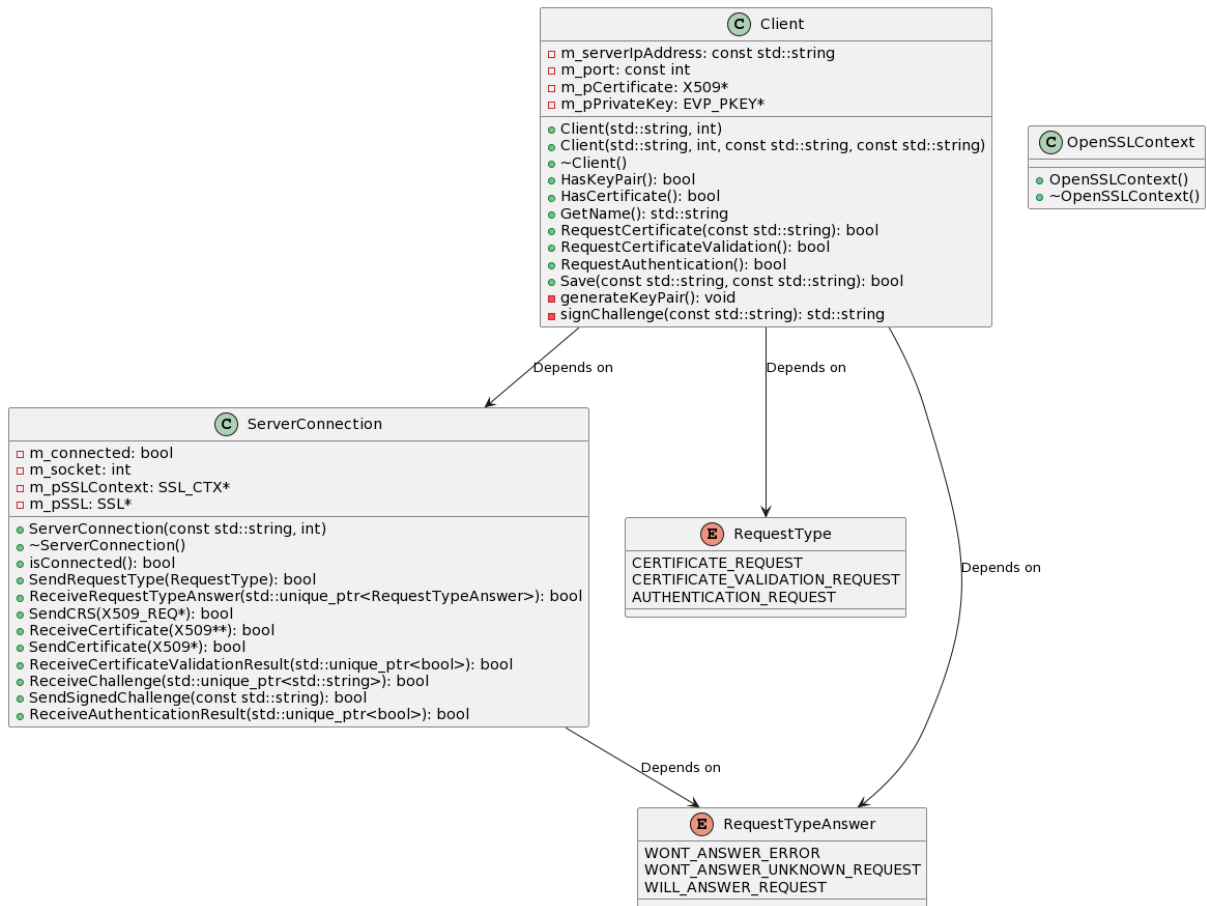 C Client
m_serverIpAddress: const std::string
m_port: const int
m_pCertificate: X509*
m_pPrivateKey: EVP_PKEY*
Client(std::string, int)
Client(std::string, int, const std::string, const std::string)
~Client()
HasKeyPair(): bool
HasCertificate(): bool
GetName(): std::string
RequestCertificate(const std::string): bool
RequestCertificateValidation(): bool
RequestAuthentication(): bool
Save(const std::string, const std::string): bool
generateKeyPair(): void
signChallenge(const std::string): std::string
C OpenSSLContext
OpenSSLContext()
~OpenSSLContext()
Depends on
Depends on
Depends on
C ServerConnection
m_connected: bool
m_socket: int
m_pSSLContext: SSL_CTX*
m_pSSL: SSL*
ServerConnection(const std::string, int)
~ServerConnection()
isConnected(): bool
SendRequestType(RequestType): bool
ReceiveRequestTypeAnswer(std::unique_ptr<RequestTypeAnswer>): bool
SendCRS(X509_REQ*): bool
ReceiveCertificate(X509**): bool
SendCertificate(X509*): bool
ReceiveCertificateValidationResult(std::unique_ptr<bool>): bool
ReceiveChallenge(std::unique_ptr<std::string>): bool
SendSignedChallenge(const std::string): bool
ReceiveAuthenticationResult(std::unique_ptr<bool>): bool
E RequestType
CERTIFICATE_REQUEST
CERTIFICATE_VALIDATION_REQUEST
AUTHENTICATION_REQUEST
Depends on
E RequestTypeAnswer
WONT_ANSWER_ERROR
WONT_ANSWER_UNKNOWN_REQUEST
WILL_ANSWER_REQUEST